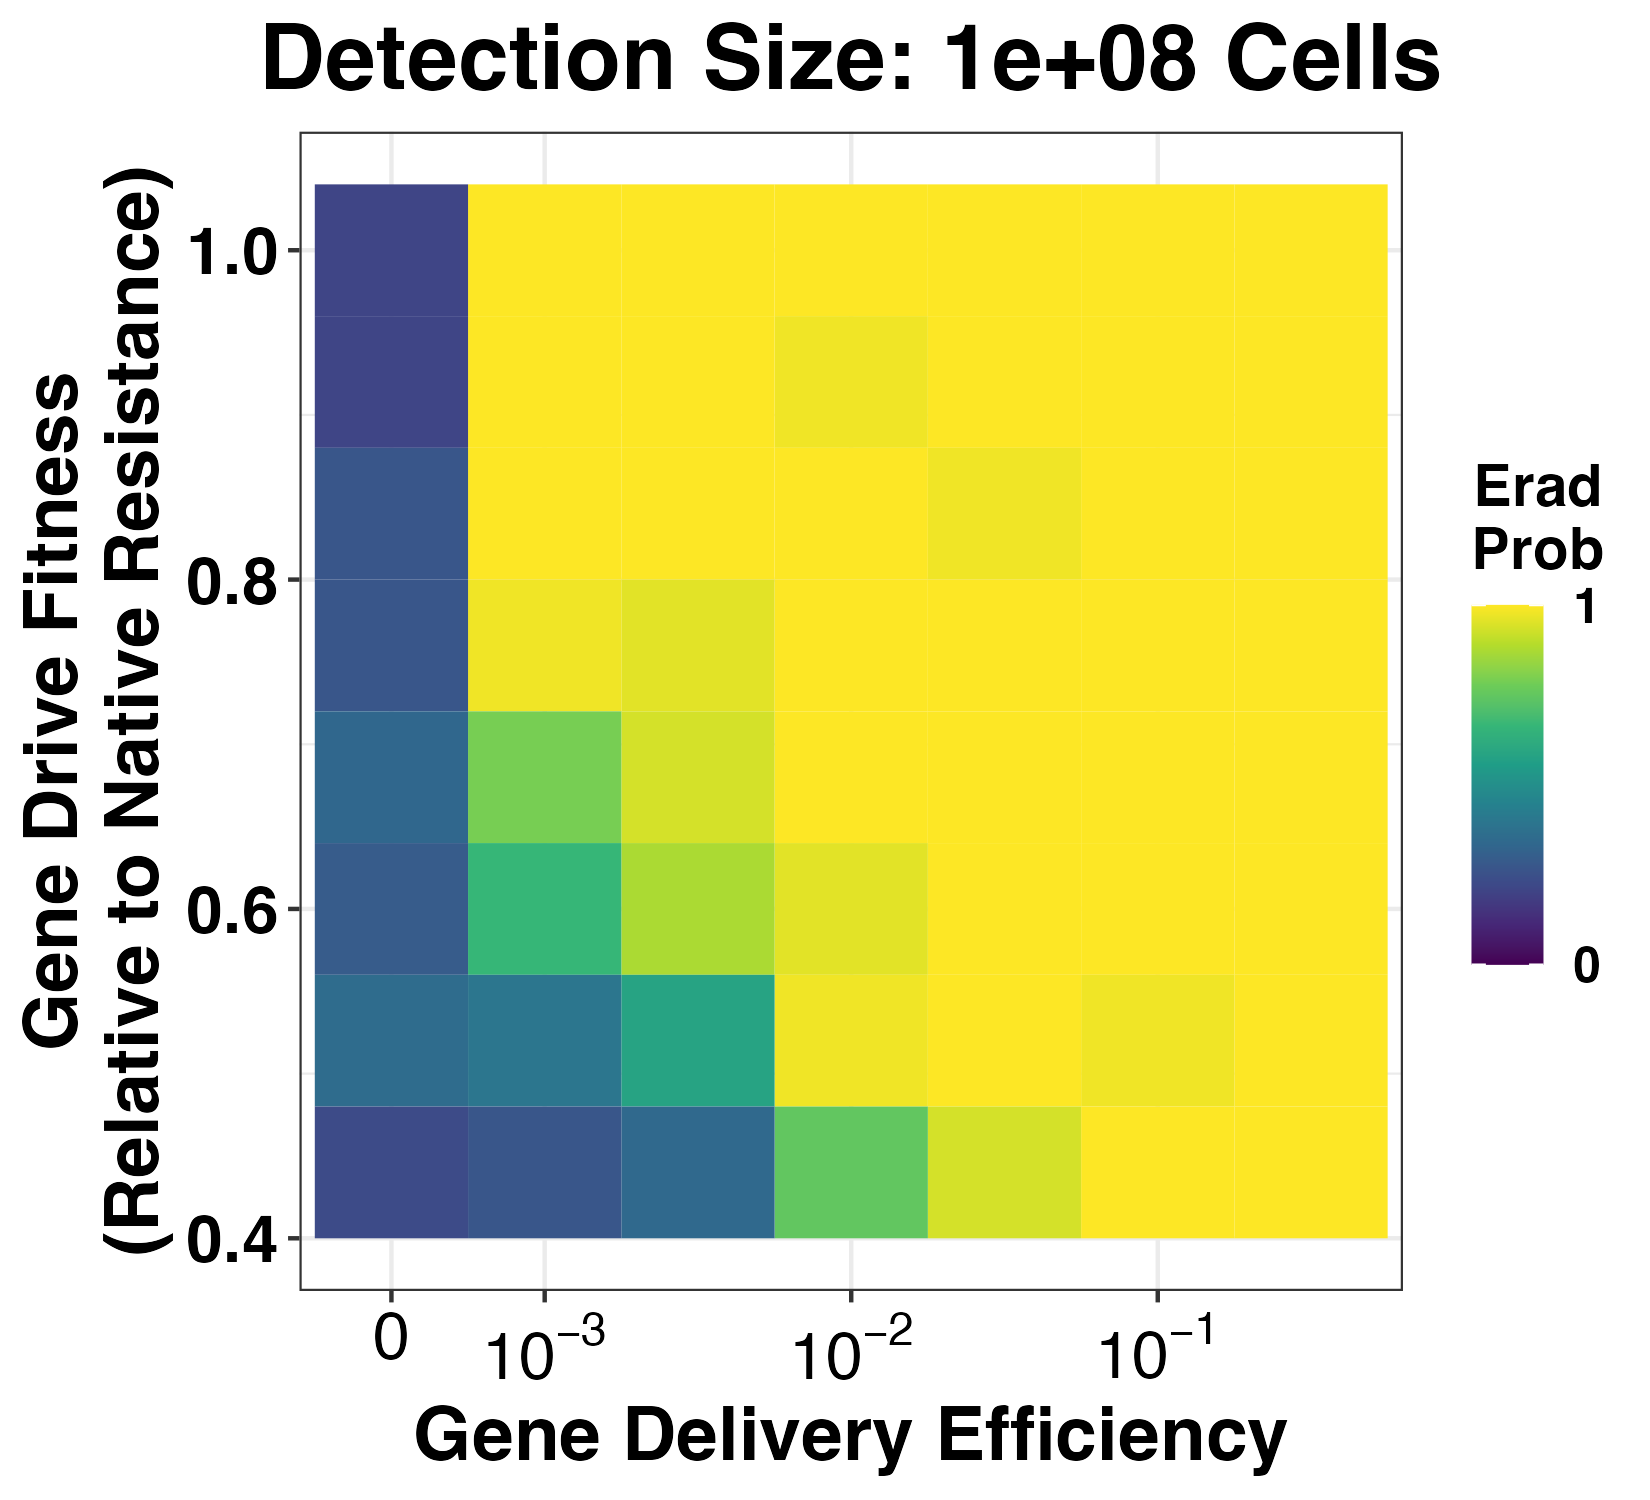 Detection Size: 1e+08 Cells
Gene Drive Fitness
(Relative to Native Resistance)
1.0
0.8
0.6
0.4
0
10⁻³
10⁻²
10⁻¹
Gene Delivery Efficiency
Erad
Prob
1
0